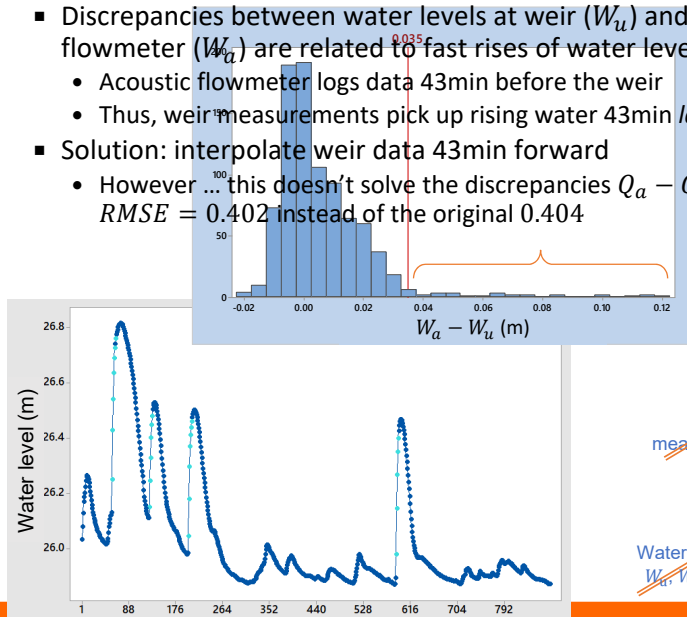 ▪ Discrepancies between water levels at weir (𝑊𝑢) and
flowmeter (𝑊𝑎) are related to fast rises of water leve
• Acoustic flowmeter logs data 43min before the weir
• Thus, weir measurements pick up rising water 43min
▪ Solution: interpolate weir data 43min forward
• However … this doesn't solve the discrepancies 𝑄𝑎 −
𝑅𝑀𝑆𝐸 = 0.402 instead of the original 0.404
0.035
150
100
50
0
-0.02 0.00 0.02 0.04 0.06 0.08 0.10 0.12
𝑊𝑎 − 𝑊𝑢 (m)
Water level (m)
26.8
26.6
26.4
26.2
26.0
1 88 176 264 352 440 528 616 704 792
mea
Water
𝑊𝑢,